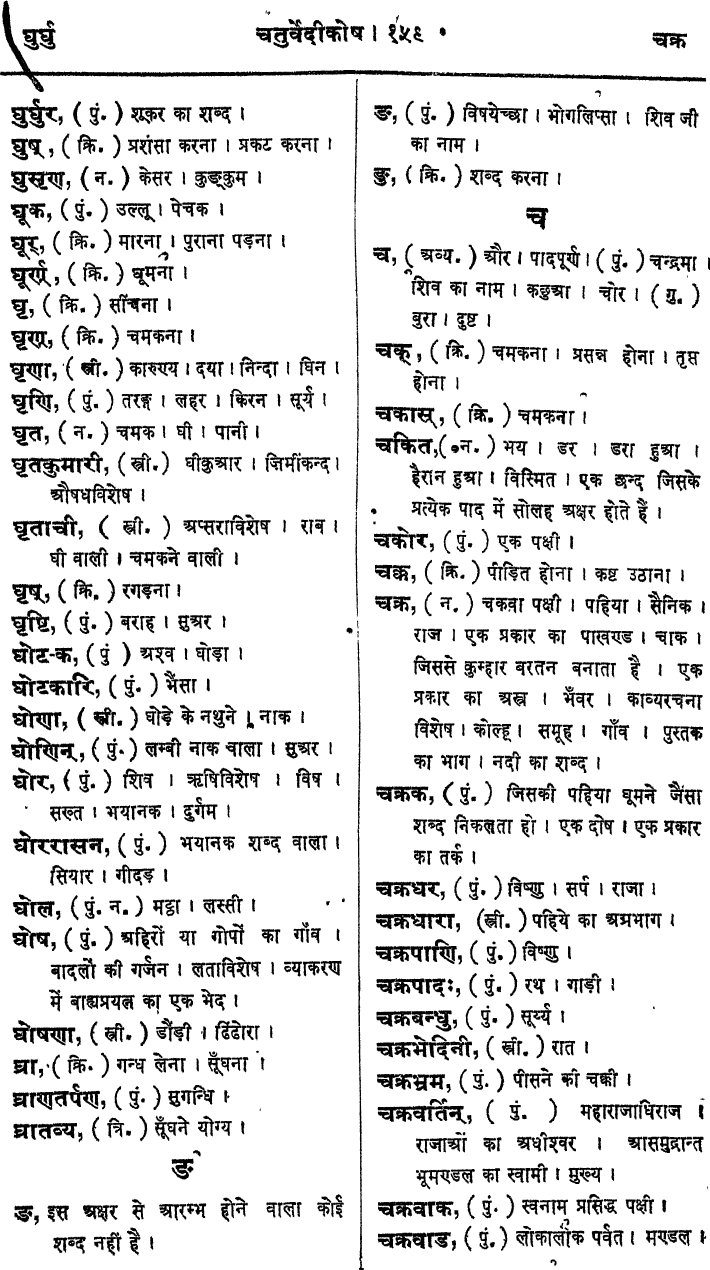 घुर्घु
चतुर्वेदीकोष । १५९
चक्र
घुर्घुर, ( पुं. ) शूकर का शब्द ।
घुष्, ( क्रि. ) प्रशंसा करना । प्रकट करना ।
घुसृण, ( न. ) केसर । कुङ्कुम ।
घूक, ( पुं. ) उल्लू । पेचक ।
घूर्, ( क्रि. ) मारना । पुराना पड़ना ।
घूर्ण्, ( क्रि. ) घूमना ।
घृ, ( क्रि. ) सींचना ।
घृण्, ( क्रि. ) चमकना ।
घृणा, ( स्त्री. ) कारुण्य । दया । निन्दा । घिन ।
घृणि, ( पुं. ) तरङ्ग । लहर । किरन । सूर्य ।
घृत, ( न. ) चमक । घी । पानी ।
घृतकुमारी, ( स्त्री. ) घीकुआर । जिमींकन्द ।
औषधविशेष ।
घृताची, ( स्त्री. ) अप्सराविशेष । रात ।
घी वाली । चमकने वाली ।
घृष्, ( क्रि. ) रगड़ना ।
घृष्टि, ( पुं. ) बराह । सुअर ।
घोट-क, ( पुं ) अश्व । घोड़ा ।
घोटकारि, ( पुं. ) भैंसा ।
घोणा, ( स्त्री. ) घोड़े के नथुने । नाक ।
घोणिन्, ( पुं. ) लम्बी नाक वाला । सुअर ।
घोर, ( पुं. ) शिव । ऋषिविशेष । विष ।
सख्त । भयानक । दुर्गम ।
घोररासन, ( पुं. ) भयानक शब्द वाला ।
सियार । गीदड़ ।
घोल, ( पुं. न. ) मट्ठा । लस्सी ।
घोष, ( पुं. ) अहिरों या गोपों का गाँव ।
बादलों की गर्जन । लताविशेष । व्याकरण
में बाह्यप्रयत्न का एक भेद ।
घोषणा, ( स्त्री. ) डौंड़ी । ढिंढोरा ।
घ्रा, ( क्रि. ) गन्ध लेना । सूँघना ।
घ्राणतर्पण, ( पुं. ) सुगन्धि ।
घ्रातव्य, ( त्रि. ) सूँघने योग्य ।
ङ
ङ, इस अक्षर से आरम्भ होने वाला कोई
शब्द नहीं है ।
ङ, ( पुं. ) विषयेच्छा । भोगलिप्सा । शिव जी
का नाम ।
ङु, ( क्रि. ) शब्द करना ।
च
च, ( अव्य. ) और । पादपूर्ण । ( पुं. ) चन्द्रमा ।
शिव का नाम । कछुआ । चोर । ( गु. )
बुरा । दुष्ट ।
चक्, ( क्रि. ) चमकना । प्रसन्न होना । तृप्त
होना ।
चकास्, ( क्रि. ) चमकना ।
चकित, ( न. ) भय । डर । डरा हुआ ।
हैरान हुआ । विस्मित । एक छन्द जिसके
प्रत्येक पाद में सोलह अक्षर होते हैं ।
चकोर, ( पुं. ) एक पक्षी ।
चक्क, ( क्रि. ) पीड़ित होना । कष्ट उठाना ।
चक्र, ( न. ) चकवा पक्षी । पहिया । सैनिक ।
राज । एक प्रकार का पाखण्ड । चाक ।
जिससे कुम्हार बरतन बनाता है । एक
प्रकार का अस्त्र । भँवर । काव्यरचना
विशेष । कोल्हू । समूह । गाँव । पुस्तक
का भाग । नदी का शब्द ।
चक्रक, ( पुं. ) जिसकी पहिया घूमने जैसा
शब्द निकलता हो । एक दोष । एक प्रकार
का तर्क ।
चक्रधर, ( पुं. ) विष्णु । सर्प । राजा ।
चक्रधारा, ( स्त्री. ) पहिये का अग्रभाग ।
चक्रपाणि, ( पुं. ) विष्णु ।
चक्रपादः, ( पुं. ) रथ । गाड़ी ।
चक्रबन्धु, ( पुं. ) सूर्य्य ।
चक्रभेदिनी, ( स्त्री. ) रात ।
चक्रभ्रम, ( पुं. ) पीसने की चक्की ।
चक्रवर्तिन्, ( पुं. ) महाराजाधिराज ।
राजाओं का अधीश्वर । आसमुद्रान्त
भूमण्डल का स्वामी । मुख्य ।
चक्रवाक, ( पुं. ) स्वनाम प्रसिद्ध पक्षी ।
चक्रवाड, ( पुं. ) लोकालोक पर्वत । मण्डल ।